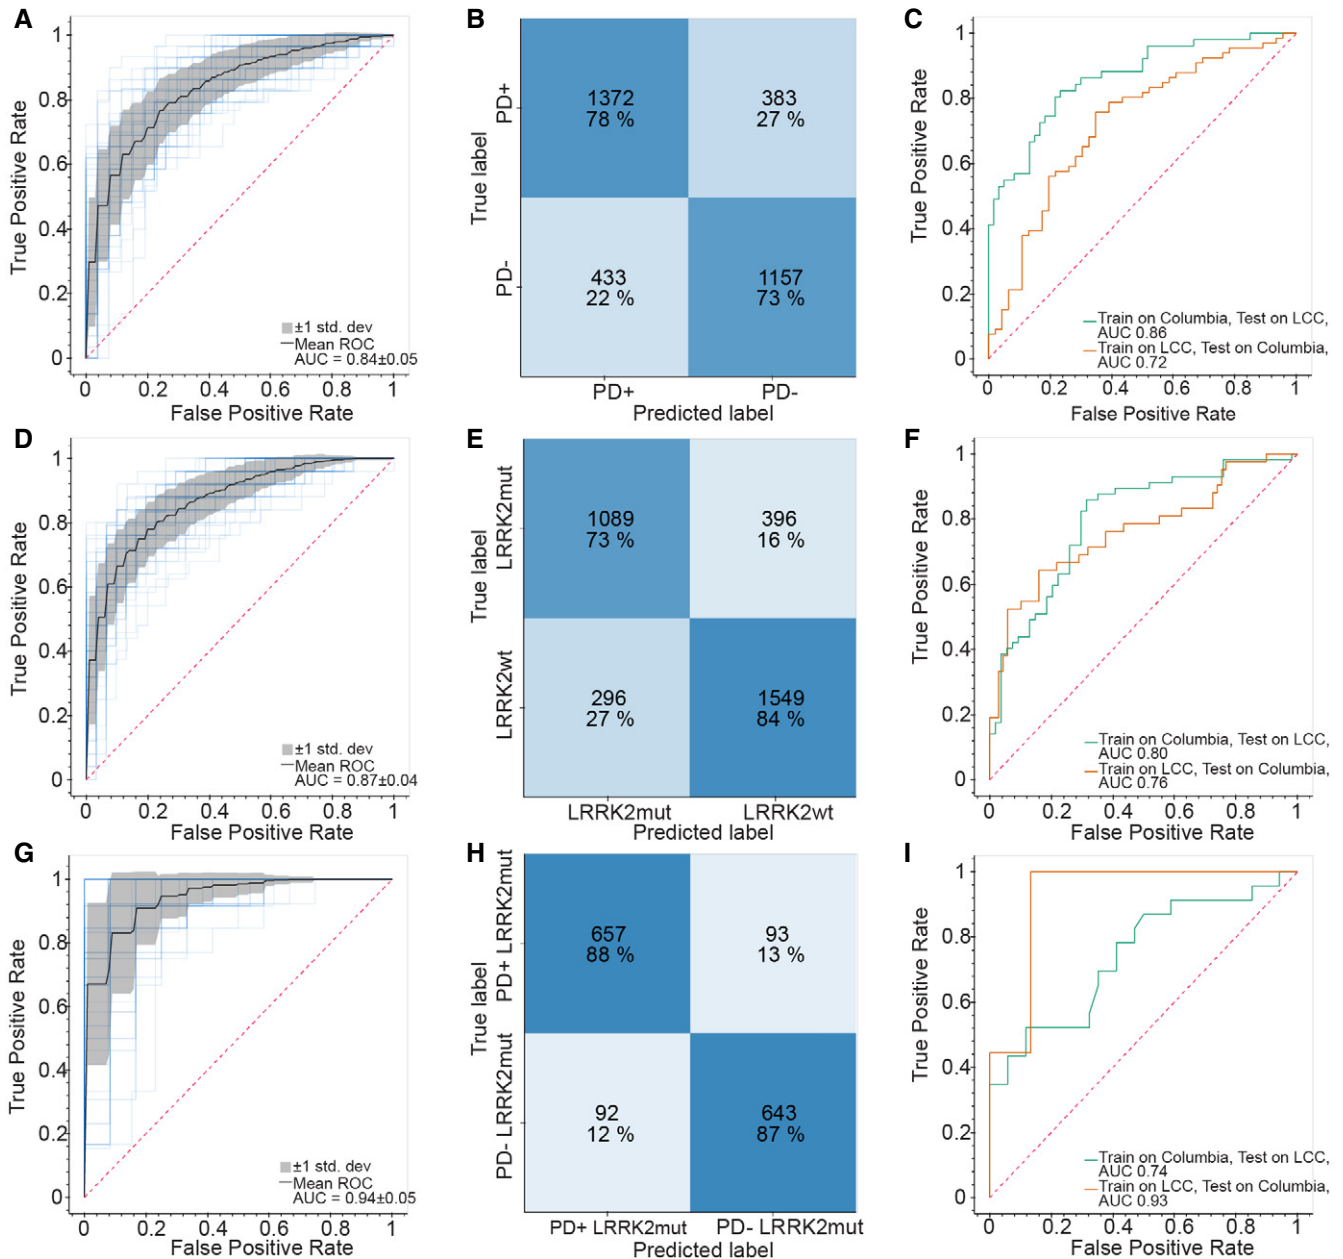 A
1
0.8
0.6
0.4
0.2
0
True Positive Rate
±1 std. dev
Mean ROC
AUC = 0.84±0.05
0 0.2 0.4 0.6 0.8 1
False Positive Rate
B
True label
PD+
PD-
1372
78 %
383
27 %
433
22 %
1157
73 %
PD+ PD-
Predicted label
C
1
0.8
0.6
0.4
0.2
0
True Positive Rate
Train on Columbia, Test on LCC,
AUC 0.86
Train on LCC, Test on Columbia,
AUC 0.72
0 0.2 0.4 0.6 0.8 1
False Positive Rate
D
1
0.8
0.6
0.4
0.2
0
True Positive Rate
±1 std. dev
Mean ROC
AUC = 0.87±0.04
0 0.2 0.4 0.6 0.8 1
False Positive Rate
E
True label
LRRK2mut
LRRK2wt
1089
73 %
396
16 %
296
27 %
1549
84 %
LRRK2mut LRRK2wt
Predicted label
F
1
0.8
0.6
0.4
0.2
0
True Positive Rate
Train on Columbia, Test on LCC,
AUC 0.80
Train on LCC, Test on Columbia,
AUC 0.76
0 0.2 0.4 0.6 0.8 1
False Positive Rate
G
1
0.8
0.6
0.4
0.2
0
True Positive Rate
±1 std. dev
Mean ROC
AUC = 0.94±0.05
0 0.2 0.4 0.6 0.8 1
False Positive Rate
H
True label
PD+ LRRK2mut
PD- LRRK2mut
657
88 %
93
13 %
92
12 %
643
87 %
PD+ LRRK2mut PD- LRRK2mut
Predicted label
I
1
0.8
0.6
0.4
0.2
0
True Positive Rate
Train on Columbia, Test on LCC,
AUC 0.74
Train on LCC, Test on Columbia,
AUC 0.93
0 0.2 0.4 0.6 0.8 1
False Positive Rate